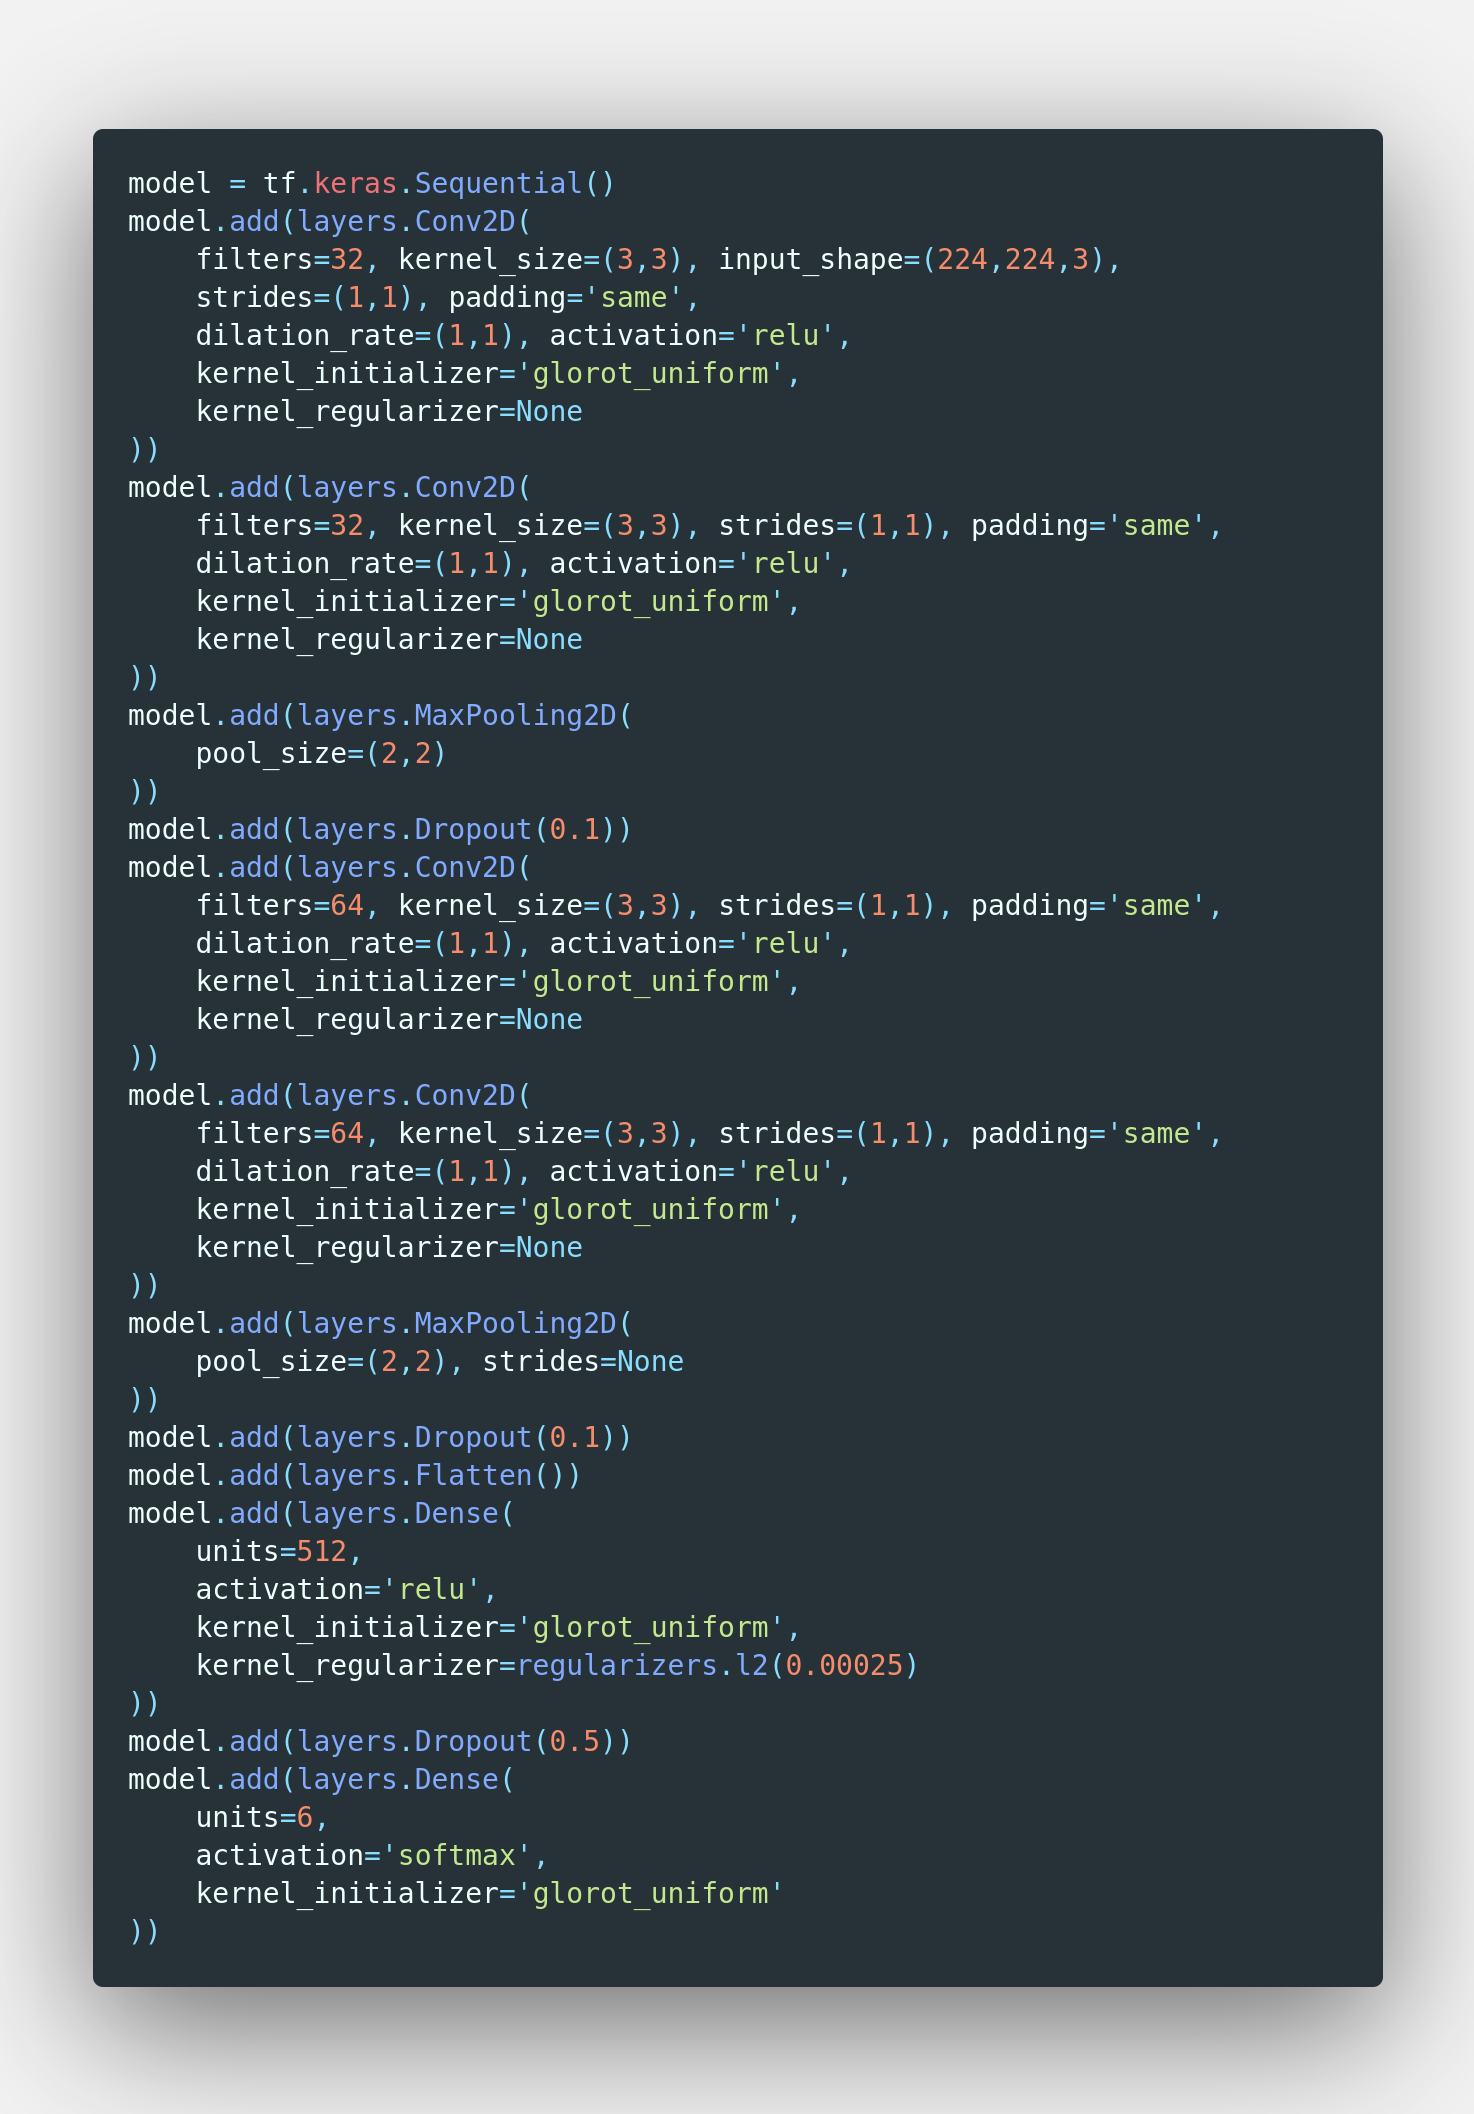 model = tf.keras.Sequential()
model.add(layers.Conv2D(
    filters=32, kernel_size=(3,3), input_shape=(224,224,3),
    strides=(1,1), padding='same',
    dilation_rate=(1,1), activation='relu',
    kernel_initializer='glorot_uniform',
    kernel_regularizer=None
))
model.add(layers.Conv2D(
    filters=32, kernel_size=(3,3), strides=(1,1), padding='same',
    dilation_rate=(1,1), activation='relu',
    kernel_initializer='glorot_uniform',
    kernel_regularizer=None
))
model.add(layers.MaxPooling2D(
    pool_size=(2,2)
))
model.add(layers.Dropout(0.1))
model.add(layers.Conv2D(
    filters=64, kernel_size=(3,3), strides=(1,1), padding='same',
    dilation_rate=(1,1), activation='relu',
    kernel_initializer='glorot_uniform',
    kernel_regularizer=None
))
model.add(layers.Conv2D(
    filters=64, kernel_size=(3,3), strides=(1,1), padding='same',
    dilation_rate=(1,1), activation='relu',
    kernel_initializer='glorot_uniform',
    kernel_regularizer=None
))
model.add(layers.MaxPooling2D(
    pool_size=(2,2), strides=None
))
model.add(layers.Dropout(0.1))
model.add(layers.Flatten())
model.add(layers.Dense(
    units=512,
    activation='relu',
    kernel_initializer='glorot_uniform',
    kernel_regularizer=regularizers.l2(0.00025)
))
model.add(layers.Dropout(0.5))
model.add(layers.Dense(
    units=6,
    activation='softmax',
    kernel_initializer='glorot_uniform'
))